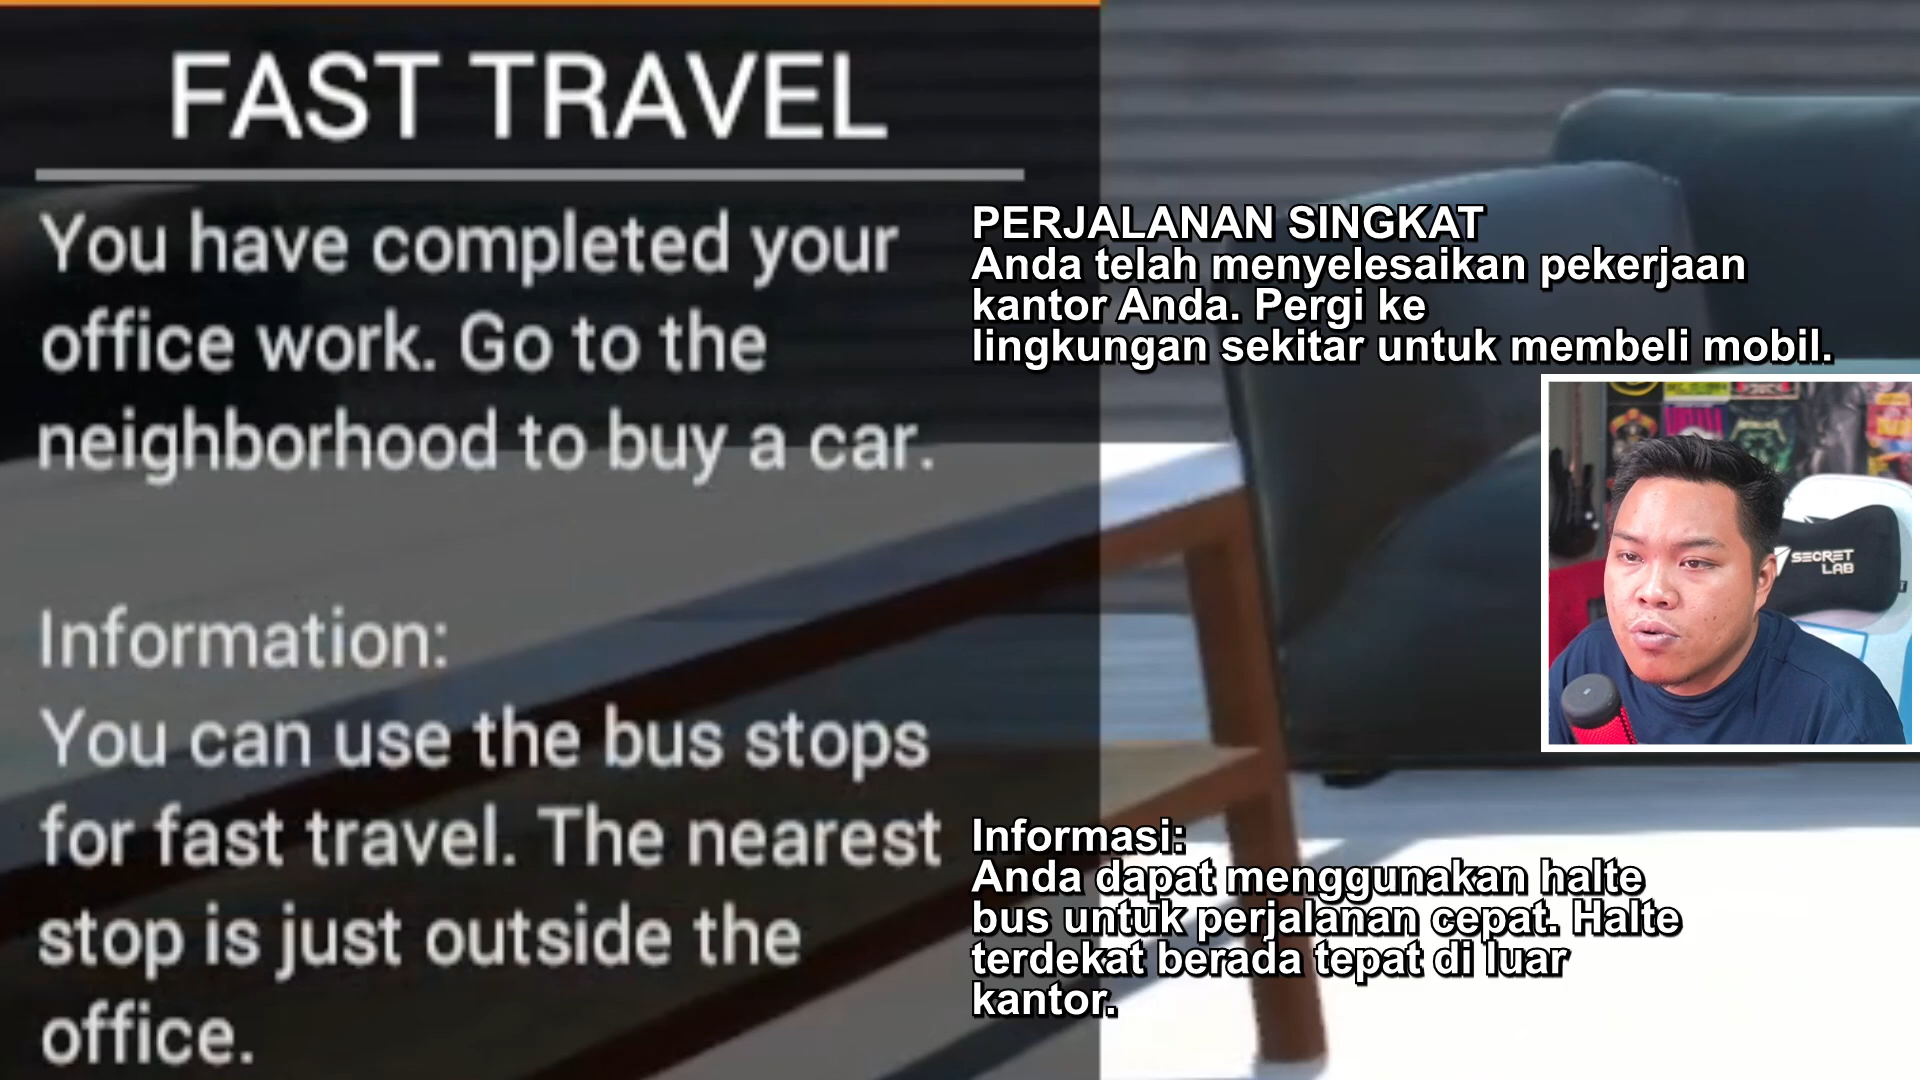 FAST TRAVEL
You have completed your
office work. Go to the
neighborhood to buy a car.
Information:
You can use the bus stops
for fast travel. The nearest
stop is just outside the
office.
PERJALANAN SINGKAT
Anda telah menyelesaikan pekerjaan
kantor Anda. Pergi ke
lingkungan sekitar untuk membeli mobil.
Informasi:
Anda dapat menggunakan halte
bus untuk perjalanan cepat. Halte
terdekat berada tepat di luar
kantor.
SECRET
LAB